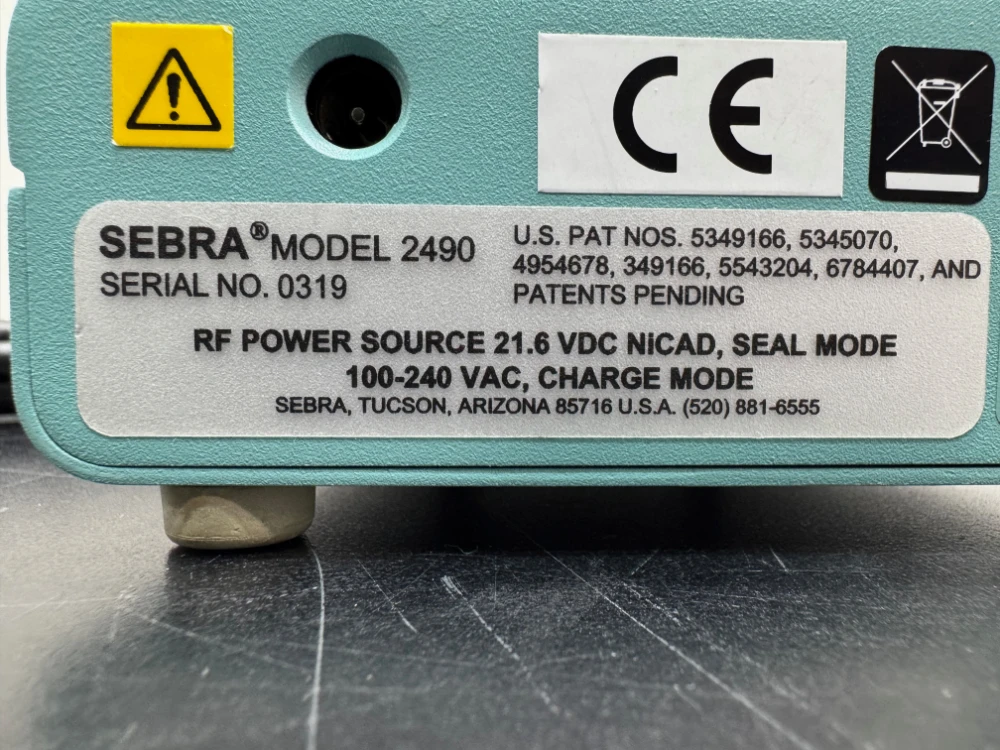 CE
SEBRA® MODEL 2490
SERIAL NO. 0319
U.S. PAT NOS. 5349166, 5345070,
4954678, 349166, 5543204, 6784407, AND
PATENTS PENDING
RF POWER SOURCE 21.6 VDC NiCAD, SEAL MODE
100-240 VAC, CHARGE MODE
SEBRA, TUCSON, ARIZONA 85716 U.S.A. (520) 881-6555